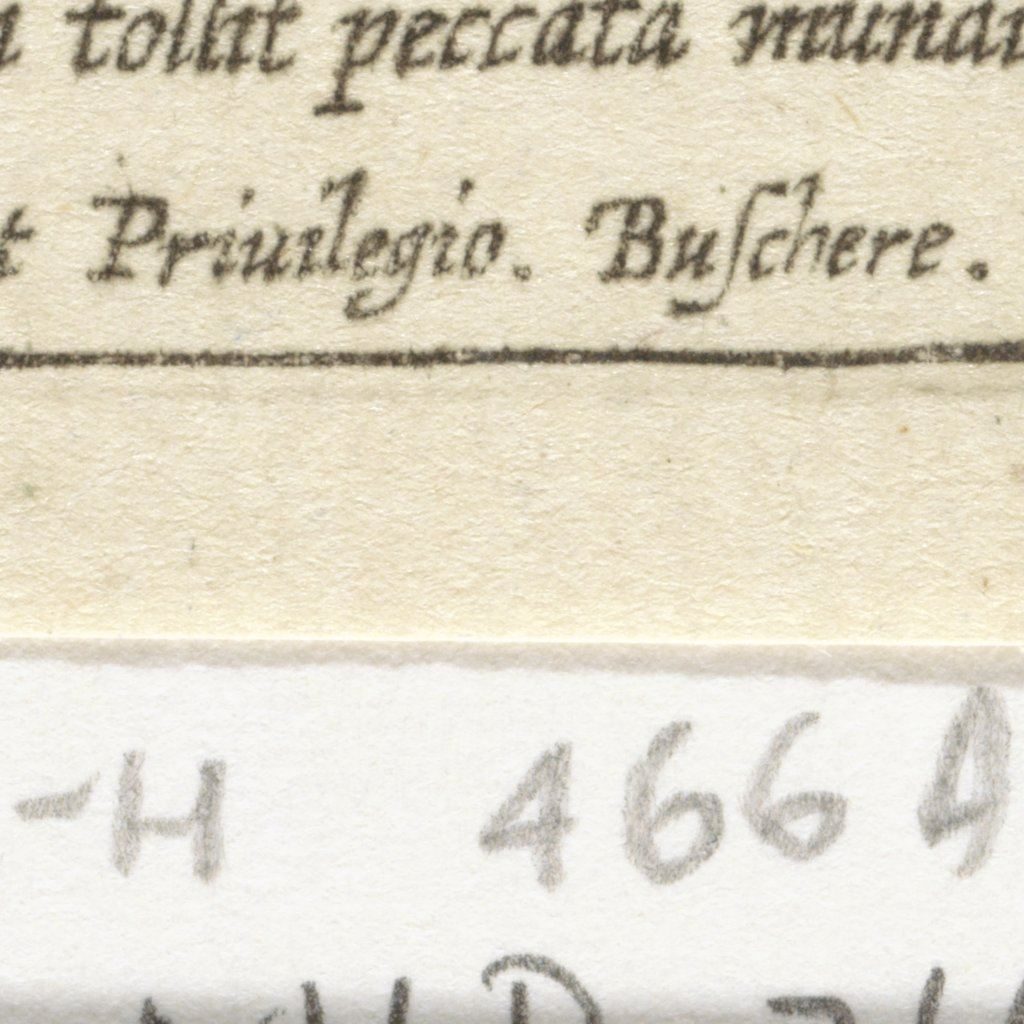 tollit peccata mundi
Priuilegio. Buſchere.
-H 466